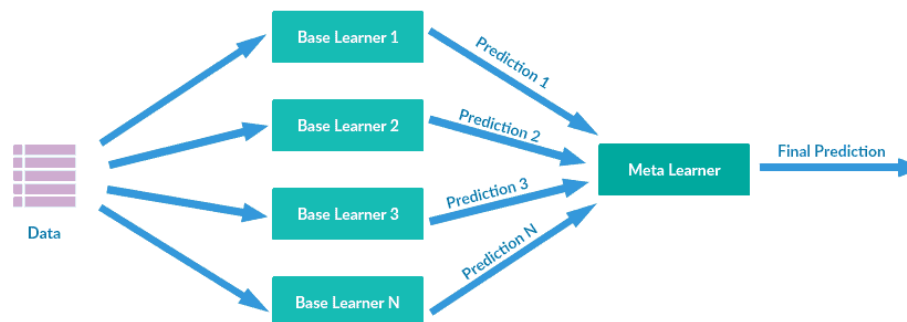 Base Learner 1
Prediction 1
Base Learner 2
Prediction 2
Data
Base Learner 3
Prediction 3
Base Learner N
Prediction N
Meta Learner
Final Prediction